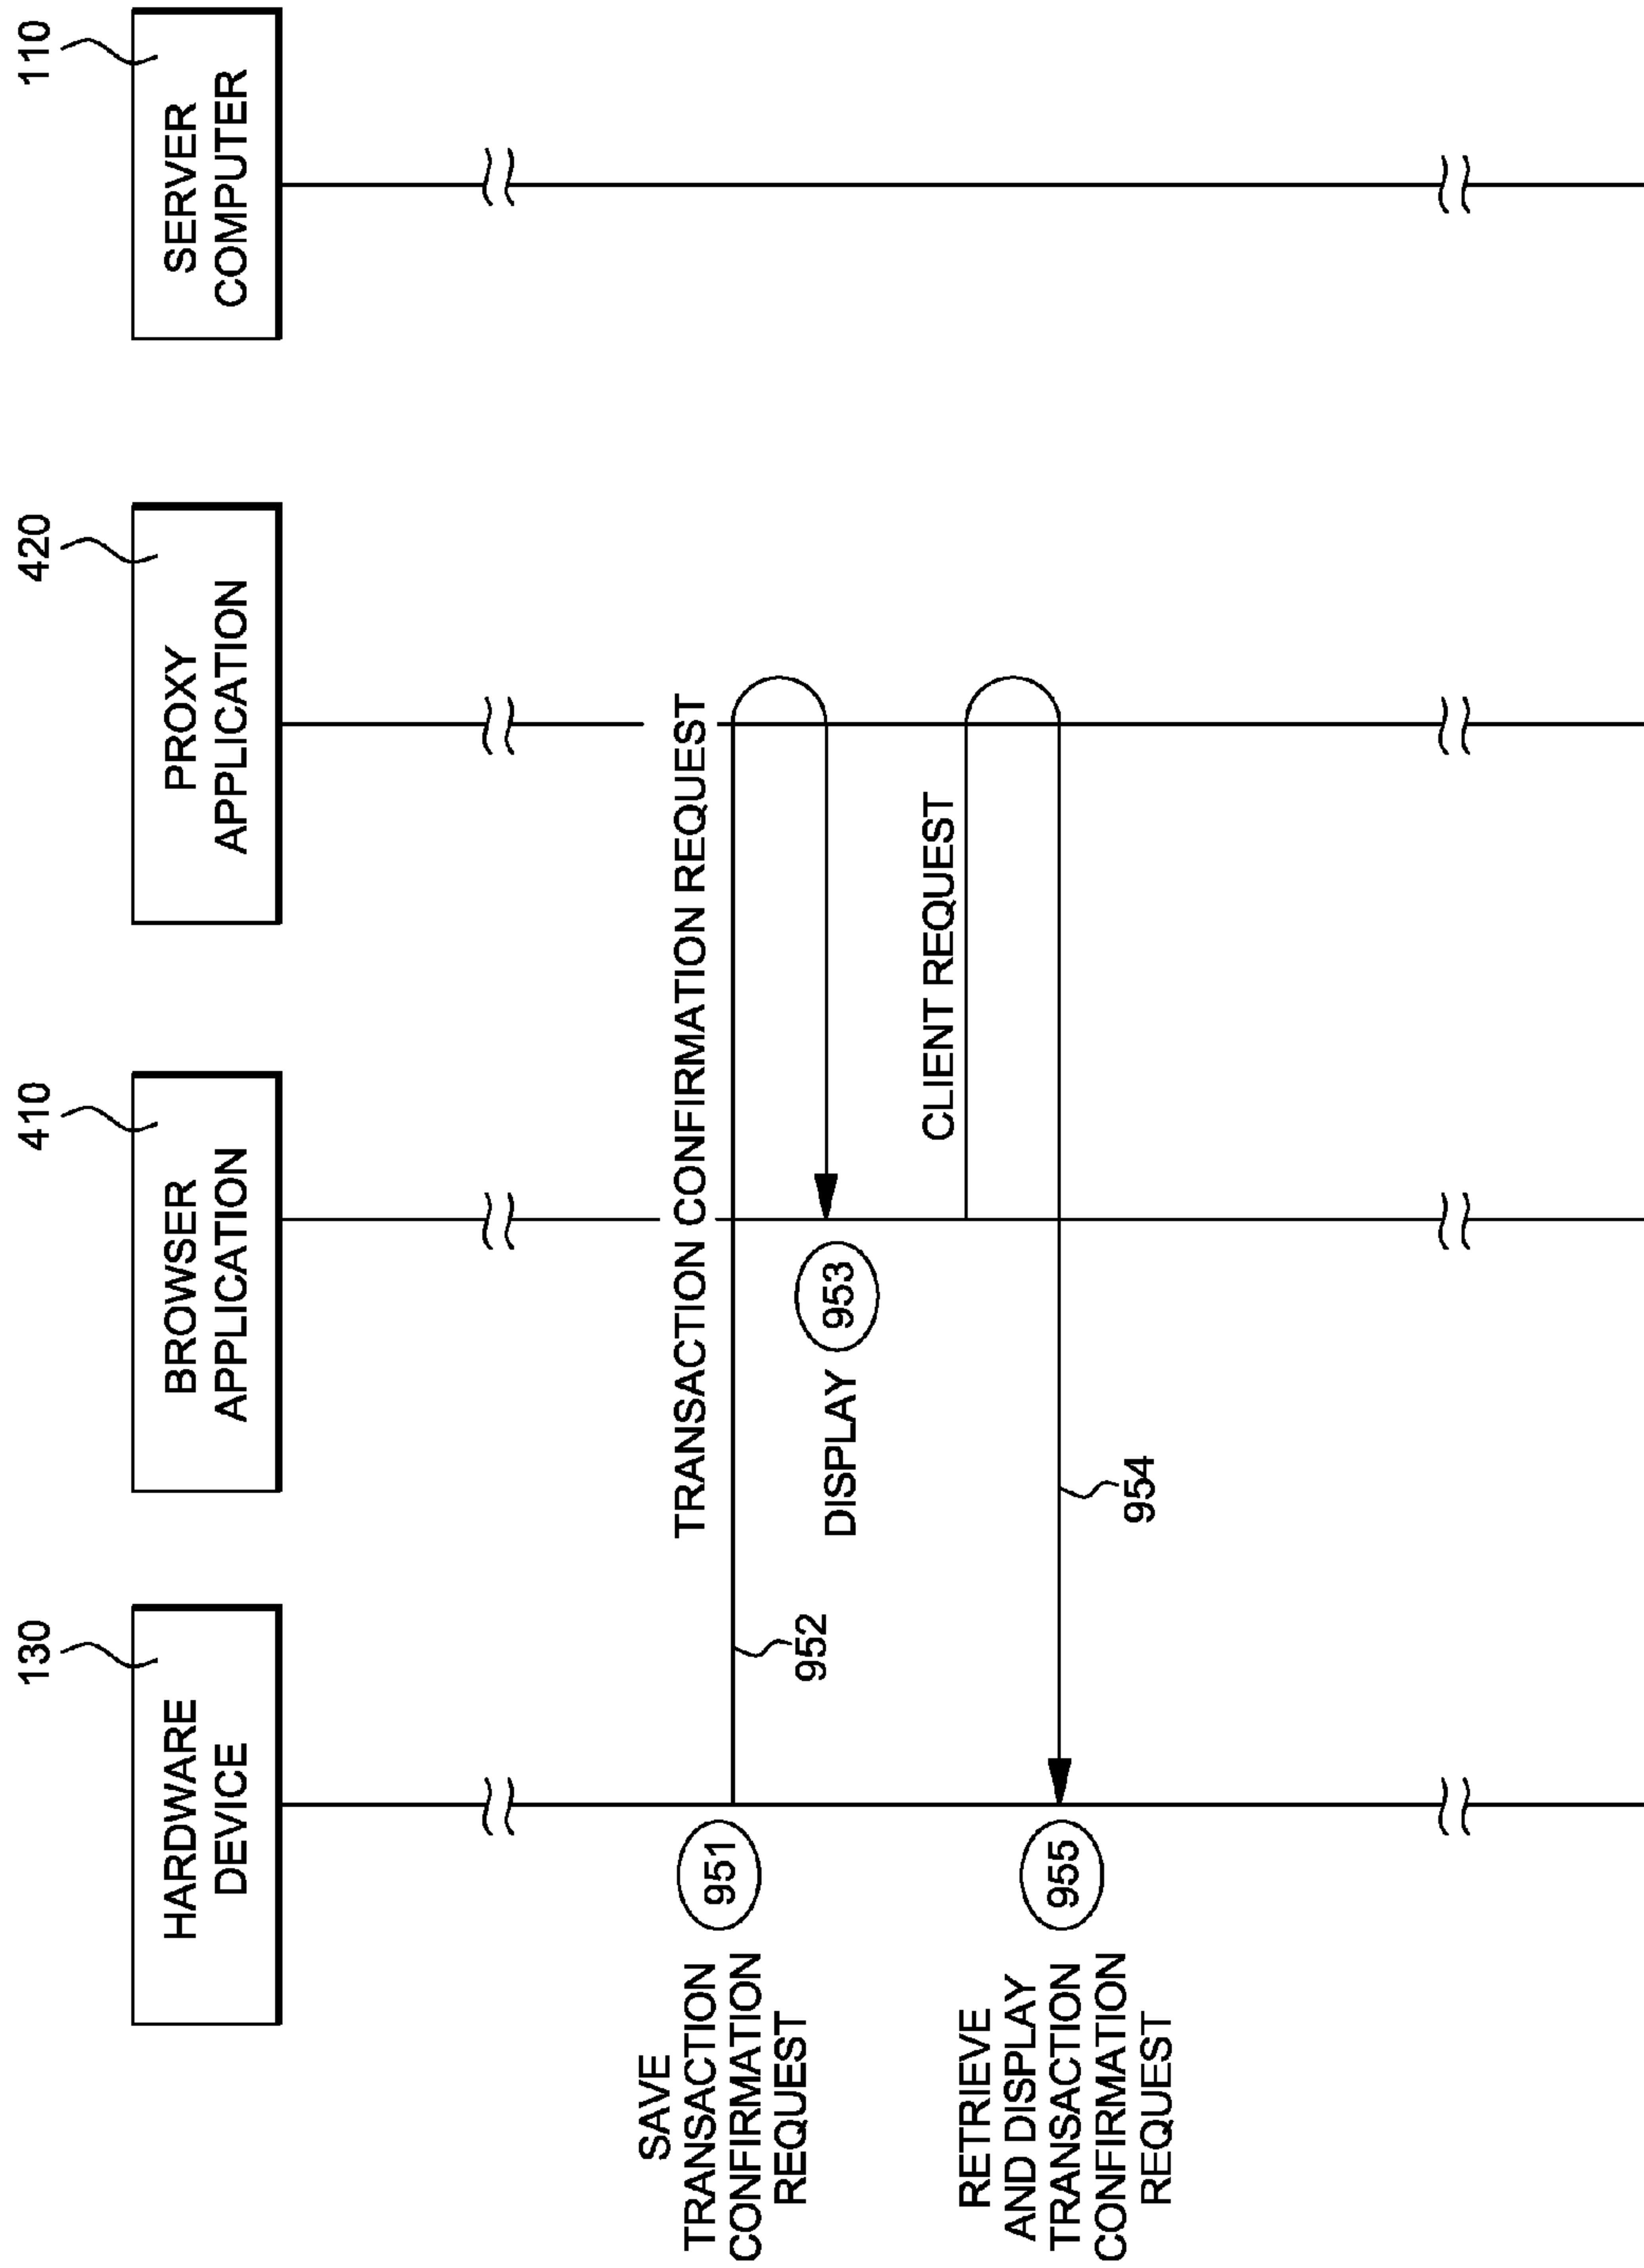 130
HARDWARE
DEVICE
410
BROWSER
APPLICATION
420
PROXY
APPLICATION
110
SERVER
COMPUTER
SAVE
TRANSACTION
CONFIRMATION
REQUEST
951
TRANSACTION CONFIRMATION REQUEST
952
DISPLAY
953
CLIENT REQUEST
RETRIEVE
AND DISPLAY
TRANSACTION
CONFIRMATION
REQUEST
955
954